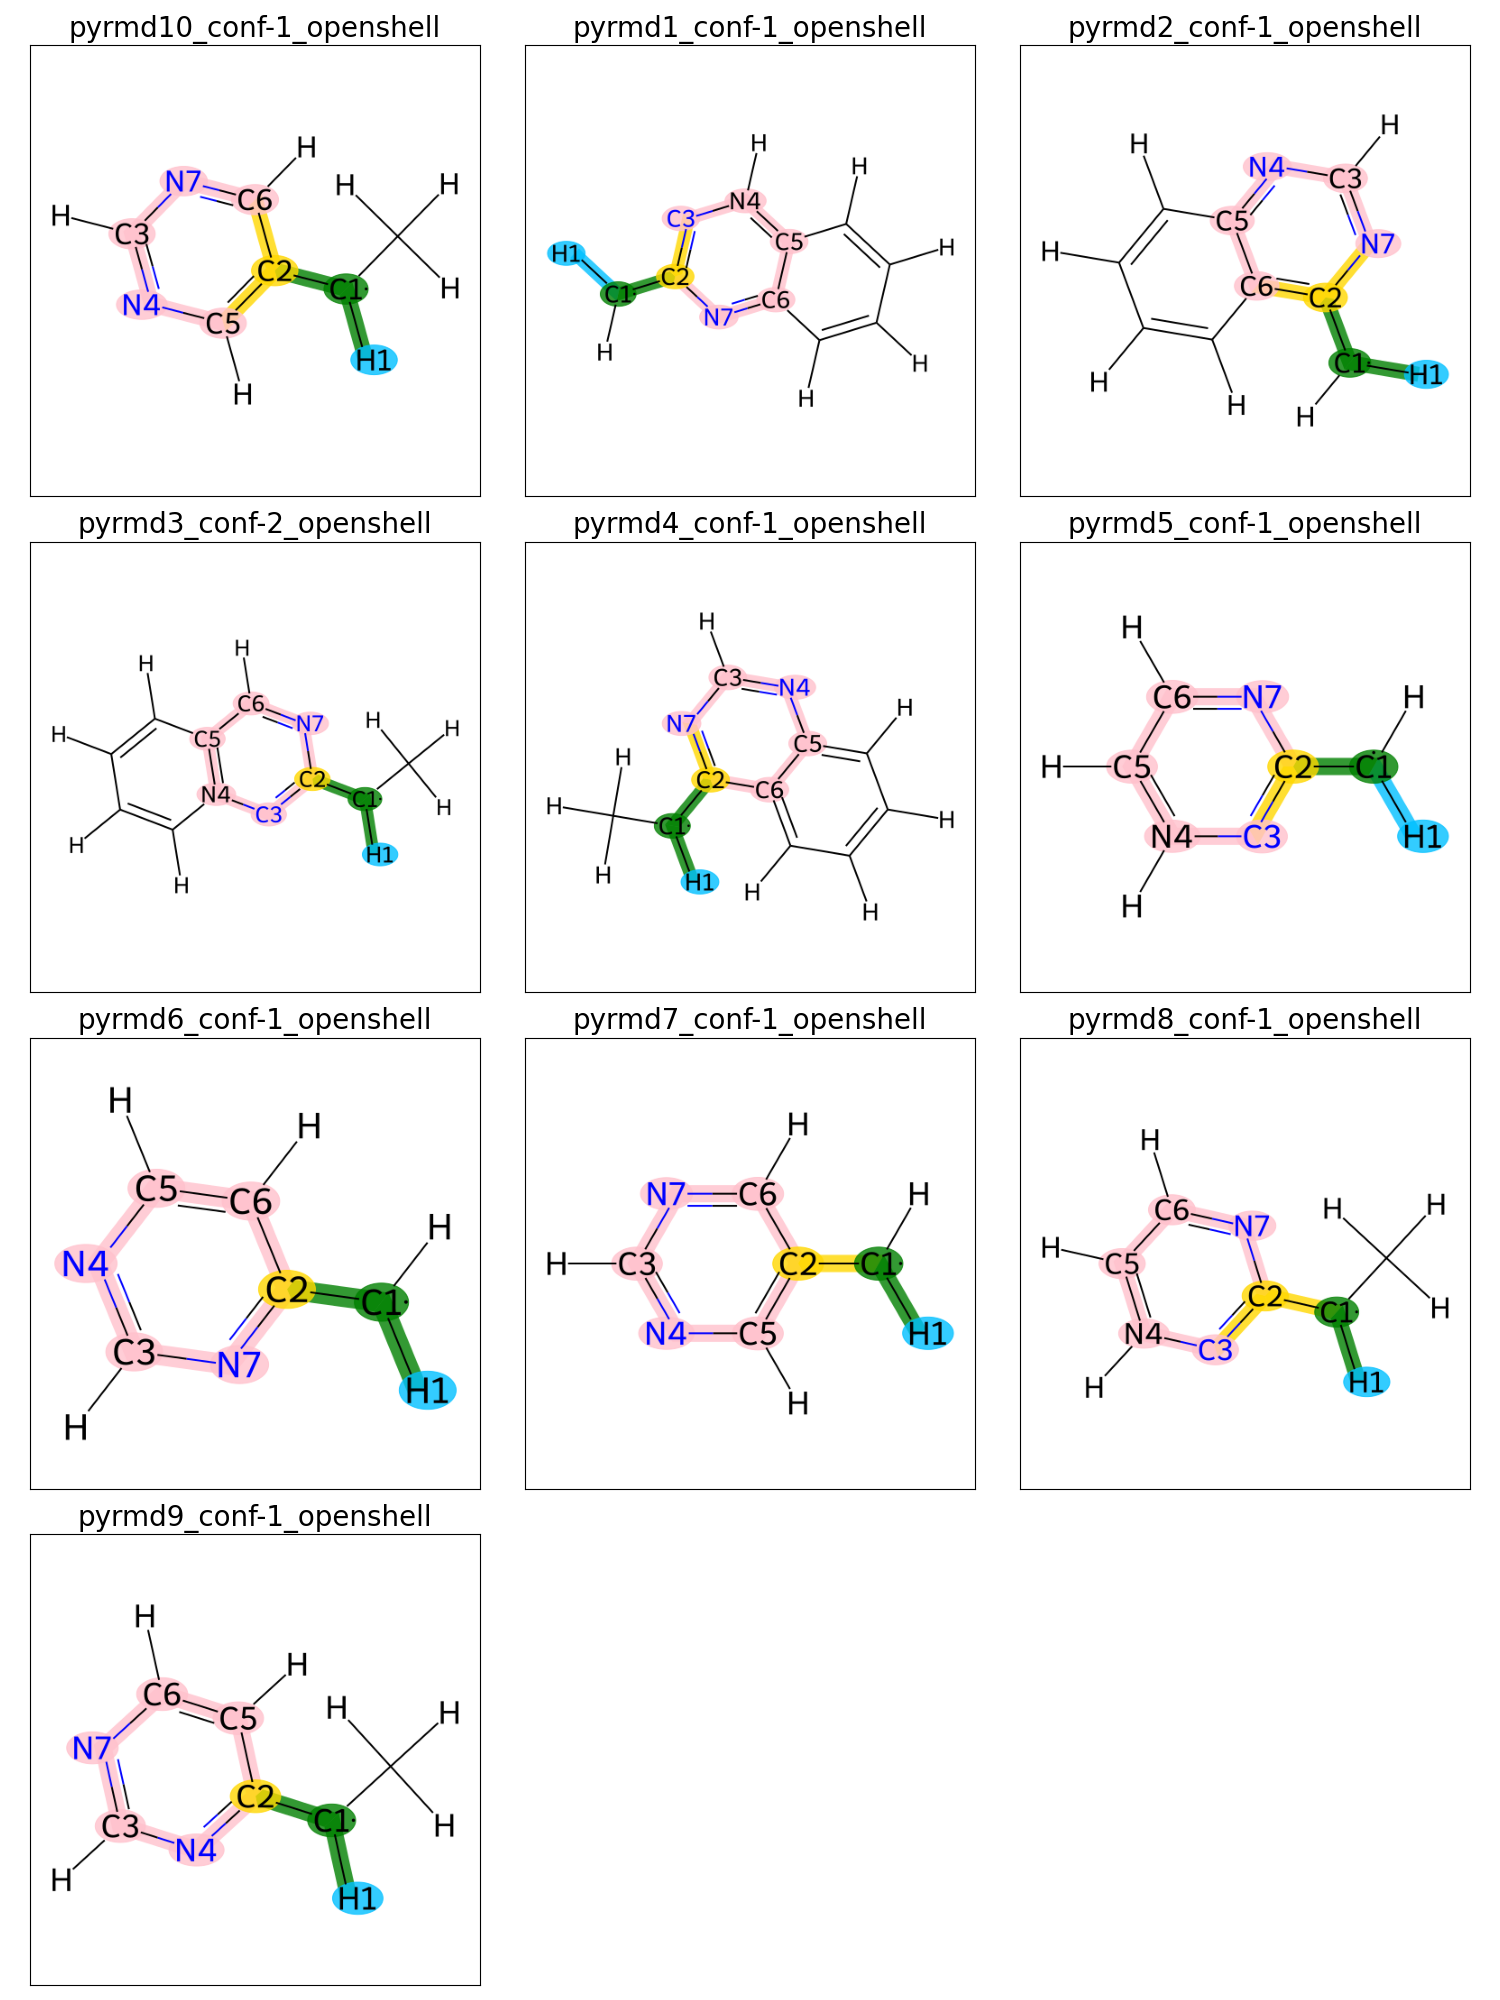 pyrmd10_conf-1_openshell
H
N7
C6
H
H
H
C3
C2
C1·
H
N4
C5
H1
H
pyrmd1_conf-1_openshell
H
H
N4
C3
C5
H
H1
C2
C1
N7
C6
H
H
H
pyrmd2_conf-1_openshell
H
H
N4
C3
C5
N7
H
C6
C2
C1·
H1
H
H
H
pyrmd3_conf-2_openshell
H
H
C6
N7
H
H
H
C5
C2
N4
C1·
C3
H
H
H1
H
pyrmd4_conf-1_openshell
H
C3
N4
N7
H
C5
H
C2
C6
H
C1·
H
H
H1
H
H
pyrmd5_conf-1_openshell
H
C6
N7
H
H
C5
C2
C1
N4
C3
H1
H
pyrmd6_conf-1_openshell
H
H
C5
C6
H
N4
C2
C1·
C3
N7
H1
H
pyrmd7_conf-1_openshell
H
N7
C6
H
H
C3
C2
C1·
N4
C5
H1
H
pyrmd8_conf-1_openshell
H
C6
N7
H
H
H
C5
C2
C1·
H
N4
C3
H1
H
pyrmd9_conf-1_openshell
H
H
C6
C5
H
H
N7
C2
C1·
H
C3
N4
H
H1